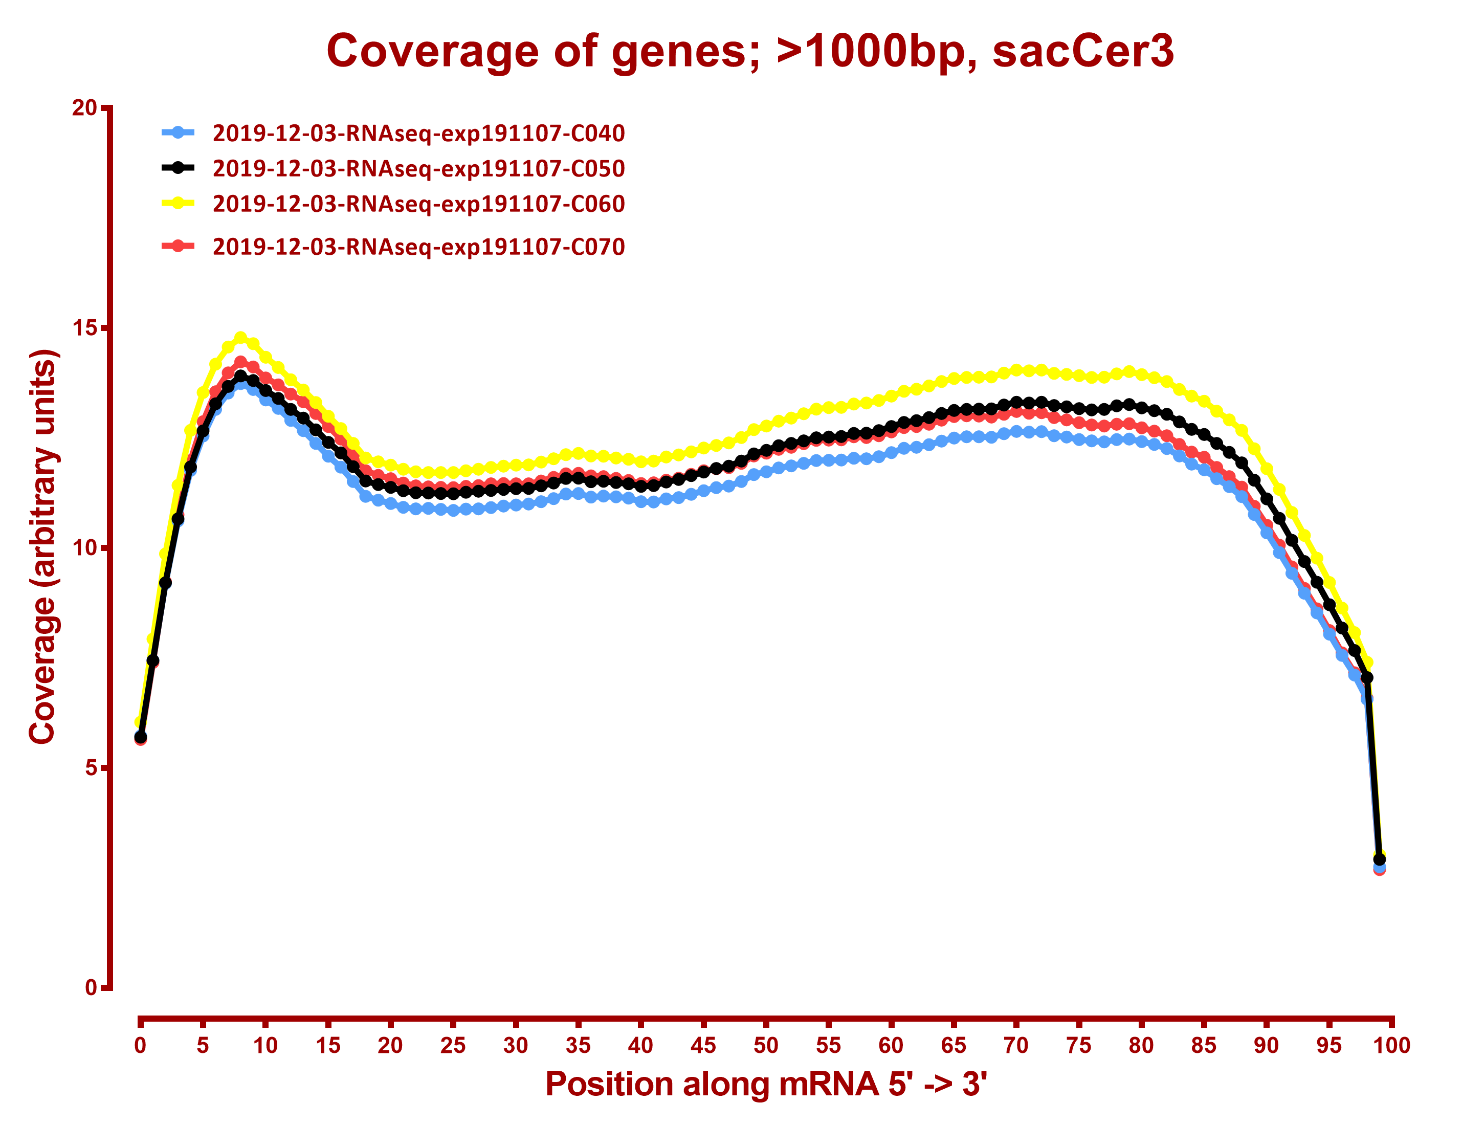 Coverage of genes; >1000bp, sacCer3
20
2019-12-03-RNAseq-exp191107-C040
2019-12-03-RNAseq-exp191107-C050
2019-12-03-RNAseq-exp191107-C060
2019-12-03-RNAseq-exp191107-C070
15
10
5
0
Coverage (arbitrary units)
0 5 10 15 20 25 30 35 40 45 50 55 60 65 70 75 80 85 90 95 100
Position along mRNA 5' -> 3'